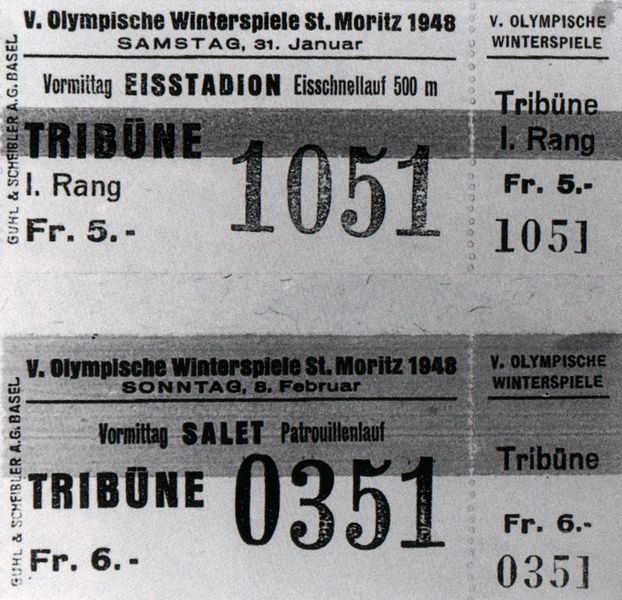 V. Olympische Winterspiele St. Moritz 1948
SAMSTAG, 31. Januar
Vormittag EISSTADION Eisschnellauf 500 m
TRIBÜNE
I. Rang
Fr. 5.-
1051
GUHL & SCHEIBLER A.G. BASEL
V. OLYMPISCHE
WINTERSPIELE
Tribüne
I. Rang
Fr. 5.-
1051
V. Olympische Winterspiele St. Moritz 1948
SONNTAG, 8. Februar
Vormittag SALET Patrouillenlauf
TRIBÜNE
Fr. 6.-
0351
GUHL & SCHEIBLER A.G. BASEL
V. OLYMPISCHE
WINTERSPIELE
Tribüne
Fr. 6.-
0351